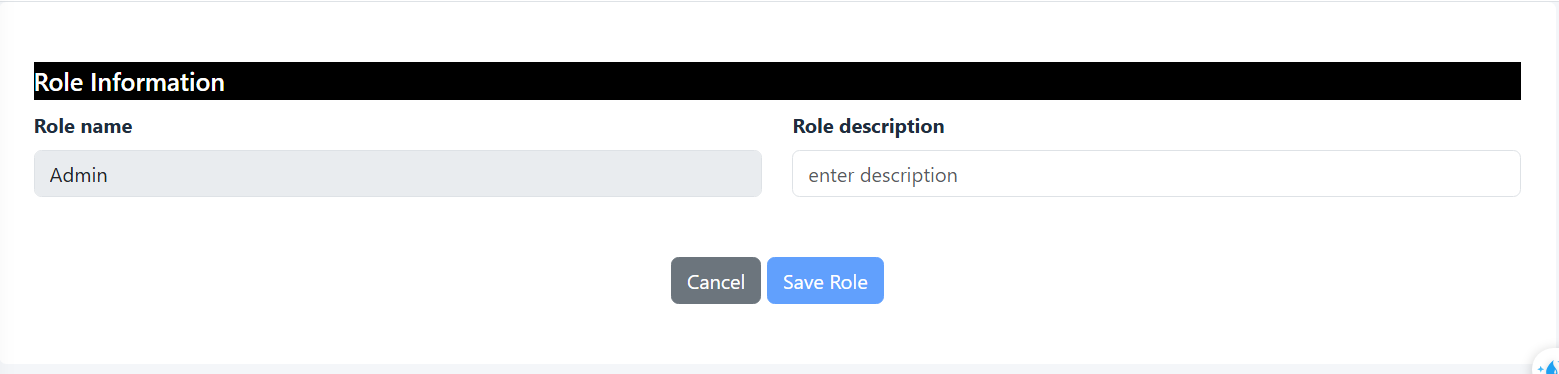 Role Information
Role name
Role description
Admin
enter description
Cancel
Save Role